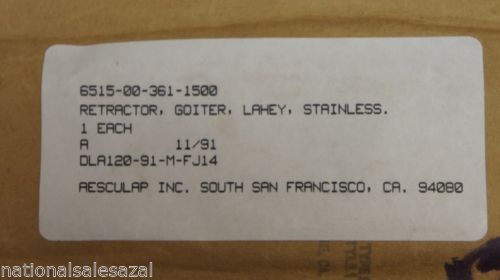 6515-00-361-1500
RETRACTOR, GOITER, LAHEY, STAINLESS.
1 EACH
A 11/91
DLA120-91-M-FJ14
AESCULAP INC. SOUTH SAN FRANCISCO, CA. 94080
nationalsalesazal